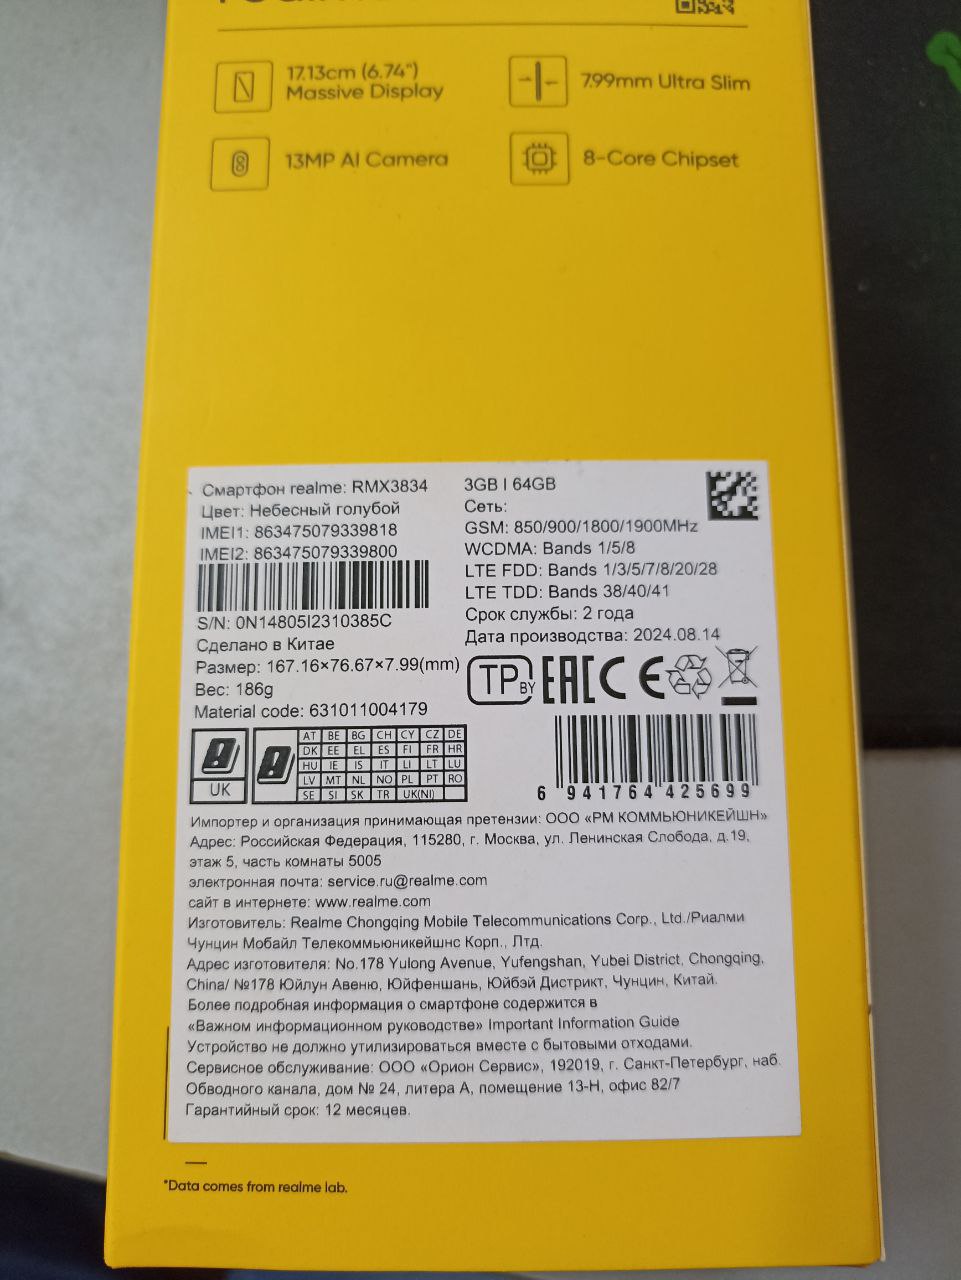 17.13cm (6.74")
Massive Display
7.99mm Ultra Slim
13MP AI Camera
8-Core Chipset
Смартфон realme: RMX3834
Цвет: Небесный голубой
IMEI1: 863475079339818
IMEI2: 863475079339800
S/N: 0N14805I2310385C
Сделано в Китае
Размер: 167.16×76.67×7.99(mm)
Вес: 186g
Material code: 631011004179
3GB I 64GB
Сеть:
GSM: 850/900/1800/1900MHz
WCDMA: Bands 1/5/8
LTE FDD: Bands 1/3/5/7/8/20/28
LTE TDD: Bands 38/40/41
Срок службы: 2 года
Дата производства: 2024.08.14
TP BY EAC CE
UK
AT BE BG CH CY CZ DE
DK EE EL ES FI FR HR
HU IE IS IT LI LT LU
LV MT NL NO PL PT RO
SE SI SK TR UK(NI)
6 941764 425699
Импортер и организация принимающая претензии: ООО «РМ КОММЬЮНИКЕЙШН»
Адрес: Российская Федерация, 115280, г. Москва, ул. Ленинская Слобода, д.19,
этаж 5, часть комнаты 5005
электронная почта: service.ru@realme.com
сайт в интернете: www.realme.com
Изготовитель: Realme Chongqing Mobile Telecommunications Corp., Ltd./Риалми
Чунцин Мобайл Телекоммьюникейшнс Корп., Лтд.
Адрес изготовителя: No.178 Yulong Avenue, Yufengshan, Yubei District, Chongqing,
China/ №178 Юйлун Авеню, Юйфеншань, Юйбэй Дистрикт, Чунцин, Китай.
Более подробная информация о смартфоне содержится в
«Важном информационном руководстве» Important Information Guide
Устройство не должно утилизироваться вместе с бытовыми отходами.
Сервисное обслуживание: ООО «Орион Сервис», 192019, г. Санкт-Петербург, наб.
Обводного канала, дом № 24, литера А, помещение 13-Н, офис 82/7
Гарантийный срок: 12 месяцев.
*Data comes from realme lab.